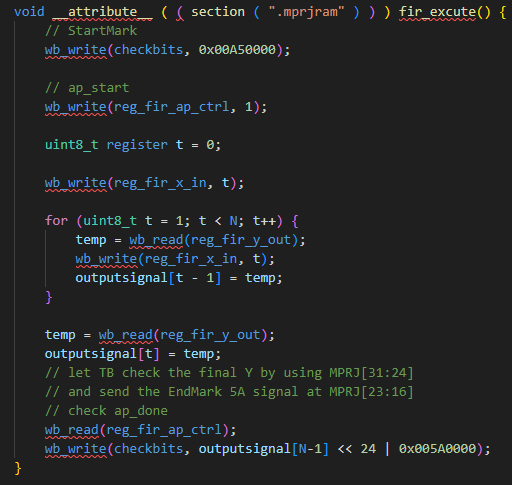 void __attribute__ ( ( section ( ".mprjram" ) ) ) fir_excute() {
// StartMark
wb_write(checkbits, 0x00A50000);
// ap_start
wb_write(reg_fir_ap_ctrl, 1);
uint8_t register t = 0;
wb_write(reg_fir_x_in, t);
for (uint8_t t = 1; t < N; t++) {
temp = wb_read(reg_fir_y_out);
wb_write(reg_fir_x_in, t);
outputsignal[t - 1] = temp;
}
temp = wb_read(reg_fir_y_out);
outputsignal[t] = temp;
// let TB check the final Y by using MPRJ[31:24]
// and send the EndMark 5A signal at MPRJ[23:16]
// check ap_done
wb_read(reg_fir_ap_ctrl);
wb_write(checkbits, outputsignal[N-1] << 24 | 0x005A0000);
}